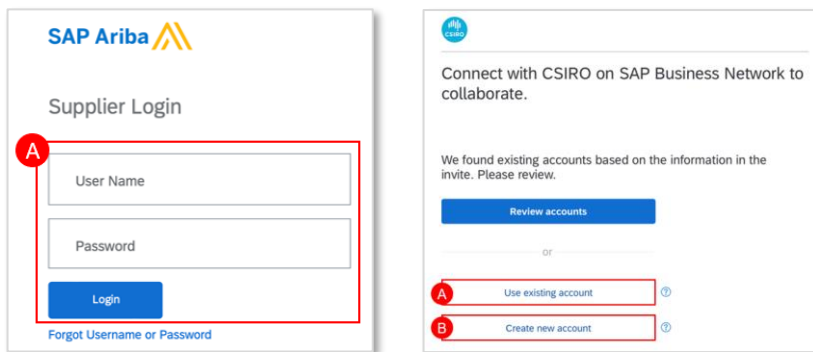 SAP Ariba
Supplier Login
A
User Name
Password
Login
Forgot Username or Password
CSIRO
Connect with CSIRO on SAP Business Network to
collaborate.
We found existing accounts based on the information in the
invite. Please review.
Review accounts
or
A Use existing account ?
B Create new account ?